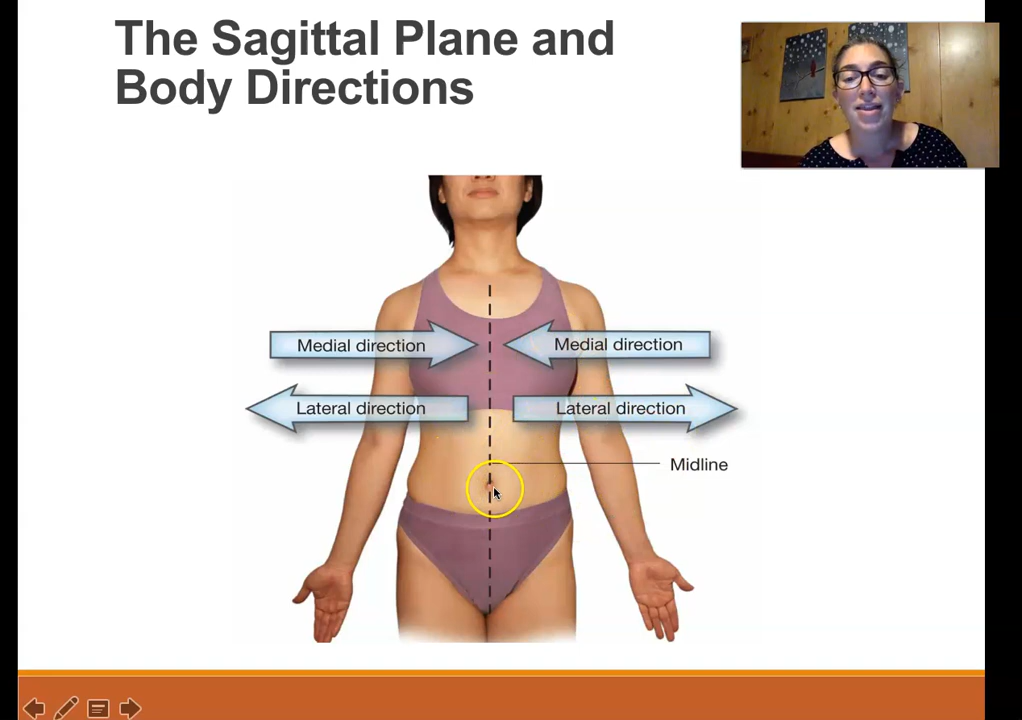 The Sagittal Plane and
Body Directions
Medial direction
Medial direction
Lateral direction
Lateral direction
Midline